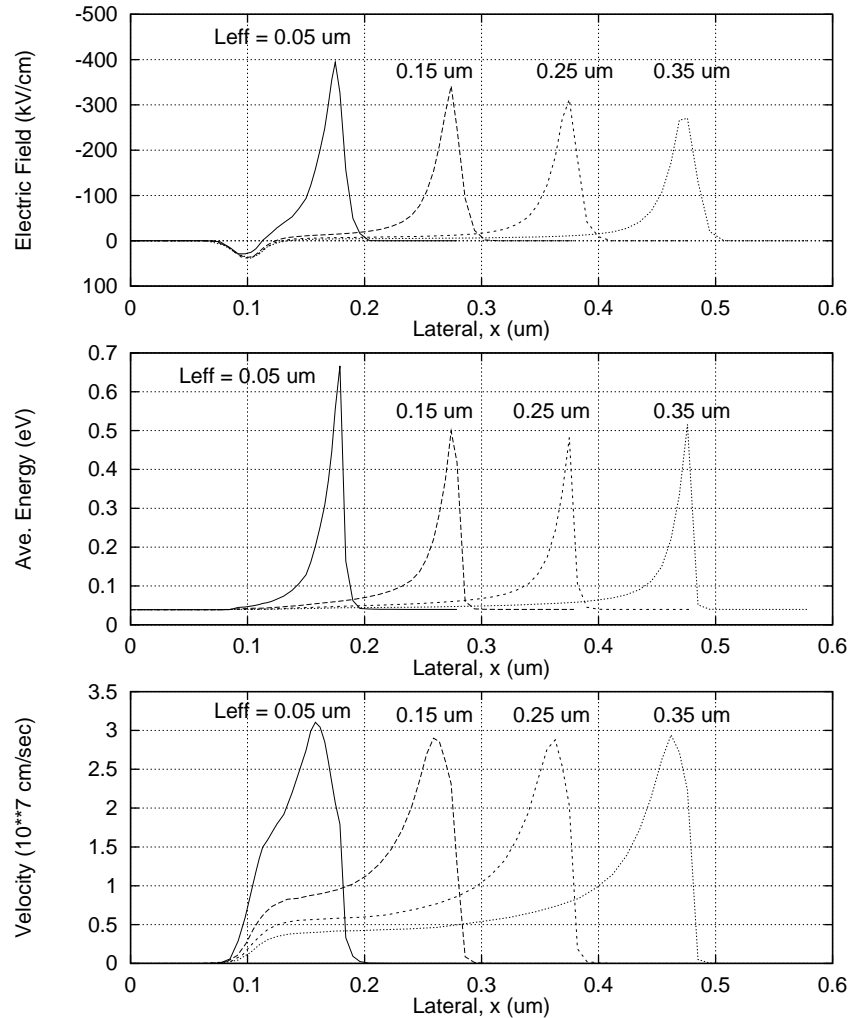 Electric Field (kV/cm)
-500
-400
-300
-200
-100
0
100
Leff = 0.05 um
0.15 um
0.25 um
0.35 um
0
0.1
0.2
0.3
0.4
0.5
0.6
Lateral, x (um)
Ave. Energy (eV)
0.7
0.6
0.5
0.4
0.3
0.2
0.1
0
Leff = 0.05 um
0.15 um
0.25 um
0.35 um
0
0.1
0.2
0.3
0.4
0.5
0.6
Lateral, x (um)
Velocity (10**7 cm/sec)
3.5
3
2.5
2
1.5
1
0.5
0
Leff = 0.05 um
0.15 um
0.25 um
0.35 um
0
0.1
0.2
0.3
0.4
0.5
0.6
Lateral, x (um)